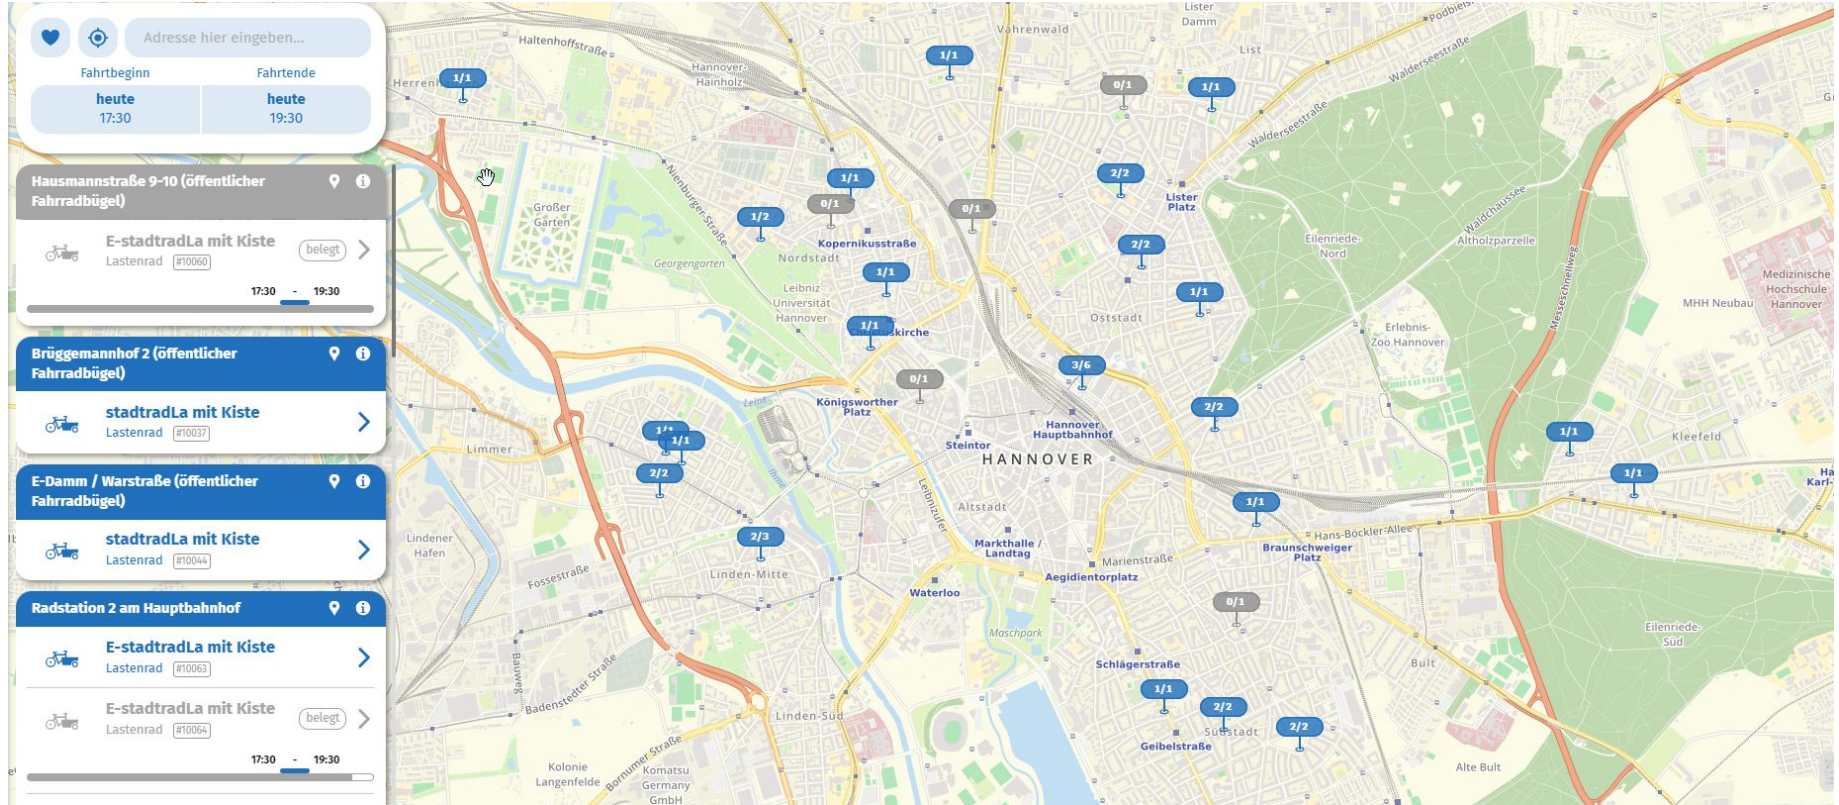 Adresse hier eingeben...
Fahrtbeginn
Fahrtende
heute
17:30
heute
19:30
Hausmannstraße 9-10 (öffentlicher
Fahrradbügel)
E-stadtradLa mit Kiste
Lastenrad #10060
belegt
17:30 - 19:30
Brüggemannhof 2 (öffentlicher
Fahrradbügel)
stadtradLa mit Kiste
Lastenrad #10037
E-Damm / Warstraße (öffentlicher
Fahrradbügel)
stadtradLa mit Kiste
Lastenrad #10044
Radstation 2 am Hauptbahnhof
E-stadtradLa mit Kiste
Lastenrad #10063
E-stadtradLa mit Kiste
Lastenrad #10064
belegt
17:30 - 19:30
Lister
Damm
Vahrenwald
Haltenhoffstraße
List
Walderseestraße
1/1
Hannover-
Hainholz
1/1
0/1
1/1
Walderseestraße
Nienburger-Straße
1/1
2/2
Lister
Platz
Großer
Garten
1/2
0/1
0/1
Waldchaussee
Kopernikusstraße
2/2
Eilenriede-
Nord
Altholzparzelle
Nordstadt
Georgengarten
1/1
Leibniz
Universität
Hannover
1/1
Medizinische
Hochschule
Hannover
MHH Neubau
Messeschnellweg
Oststadt
1/1
Erlebnis-
Zoo Hannover
3/6
0/1
Königsworther
Platz
Leine
2/2
Hannover
Hauptbahnhof
Steintor
HANNOVER
Limmer
1/1
1/1
2/2
1/1
Kleefeld
1/1
Ihme
Leibnizufer
Altstadt
1/1
Hans-Böckler-Allee
Braunschweiger
Platz
Lindener
Hafen
2/3
Markthalle /
Landtag
Marienstraße
Aegidientorplatz
Fössestraße
Linden-Mitte
Waterloo
0/1
Maschpark
Eilenriede-
Süd
Schlägerstraße
Bult
Bauweg
Badenstedter Straße
1/1
2/2
2/2
Linden-Süd
Südstadt
Geibelstraße
Bornumer Straße
Kolonie
Langenfelde
Komatsu
Germany
GmbH
Alte Bult